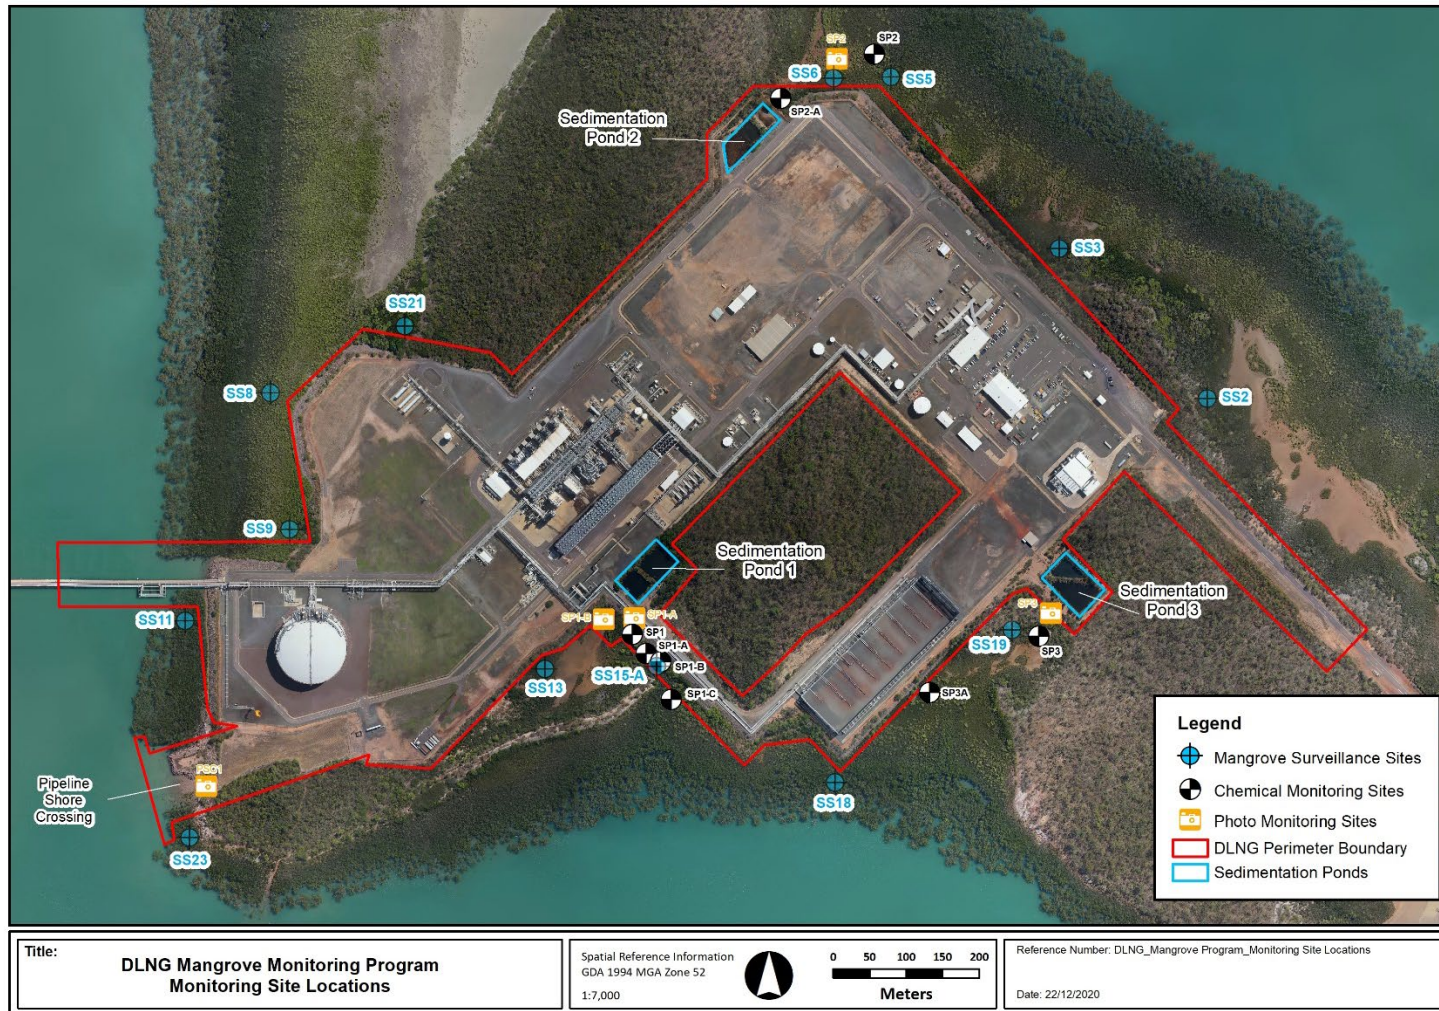 SP2
SP2
SS6
SS5
SP2-A
Sedimentation
Pond 2
SS3
SS21
SS8
SS2
SS9
Sedimentation
Pond 1
Sedimentation
Pond 3
SS11
SP1-B
SP1-A
SP1
SP1-A
SP1-B
SS15-A
SP1-C
SS13
SS19
SP3
SP3A
Pipeline
Shore
Crossing
PSC1
SS18
SS23
Legend
Mangrove Surveillance Sites
Chemical Monitoring Sites
Photo Monitoring Sites
DLNG Perimeter Boundary
Sedimentation Ponds
Title:
DLNG Mangrove Monitoring Program
Monitoring Site Locations
Spatial Reference Information
GDA 1994 MGA Zone 52
1:7,000
0 50 100 150 200
Meters
Reference Number: DLNG_Mangrove Program_Monitoring Site Locations
Date: 22/12/2020